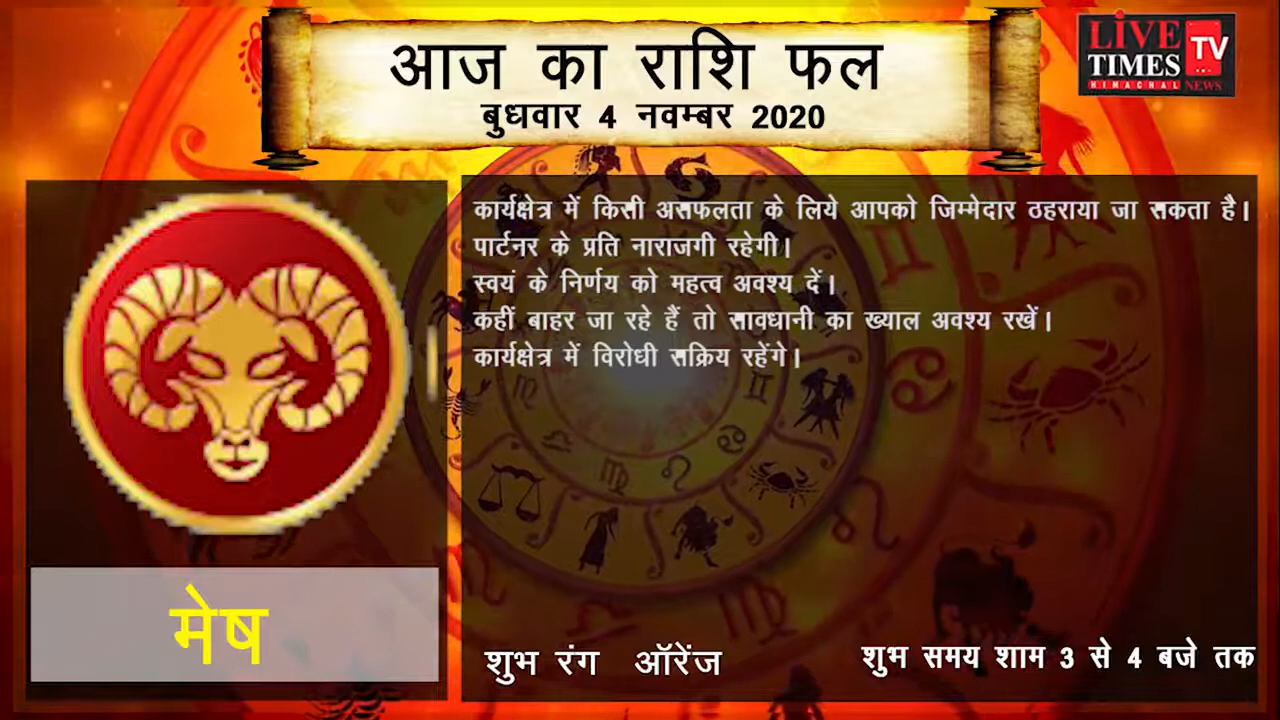 आज का राशि फल
बुधवार 4 नवम्बर 2020
LIVE
TIMES
TV
HIMACHAL NEWS
कार्यक्षेत्र में किसी असफलता के लिये आपको जिम्मेदार ठहराया जा सकता है।
पार्टनर के प्रति नाराजगी रहेगी।
स्वयं के निर्णय को महत्व अवश्य दें।
कहीं बाहर जा रहे हैं तो सावधानी का ख्याल अवश्य रखें।
कार्यक्षेत्र में विरोधी सक्रिय रहेंगे।
मेष
शुभ रंग ऑरेंज
शुभ समय शाम 3 से 4 बजे तक